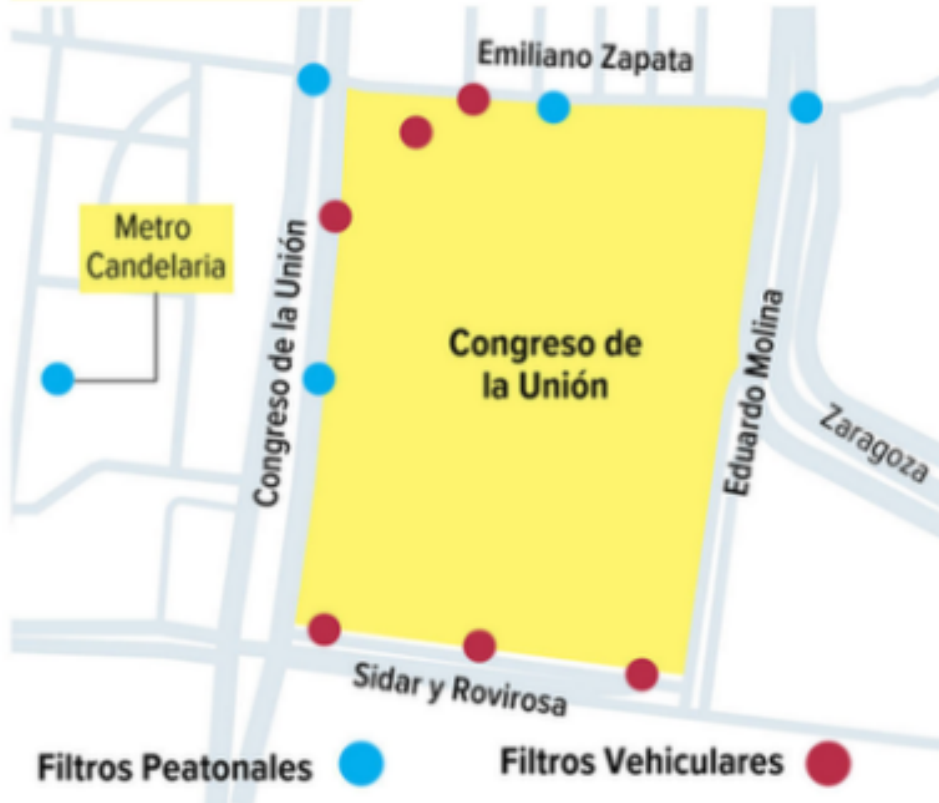 Emiliano Zapata
Metro
Candelaria
Congreso de la Unión
Congreso de
la Unión
Eduardo Molina
Zaragoza
Sidar y Rovirosa
Filtros Peatonales
Filtros Vehiculares